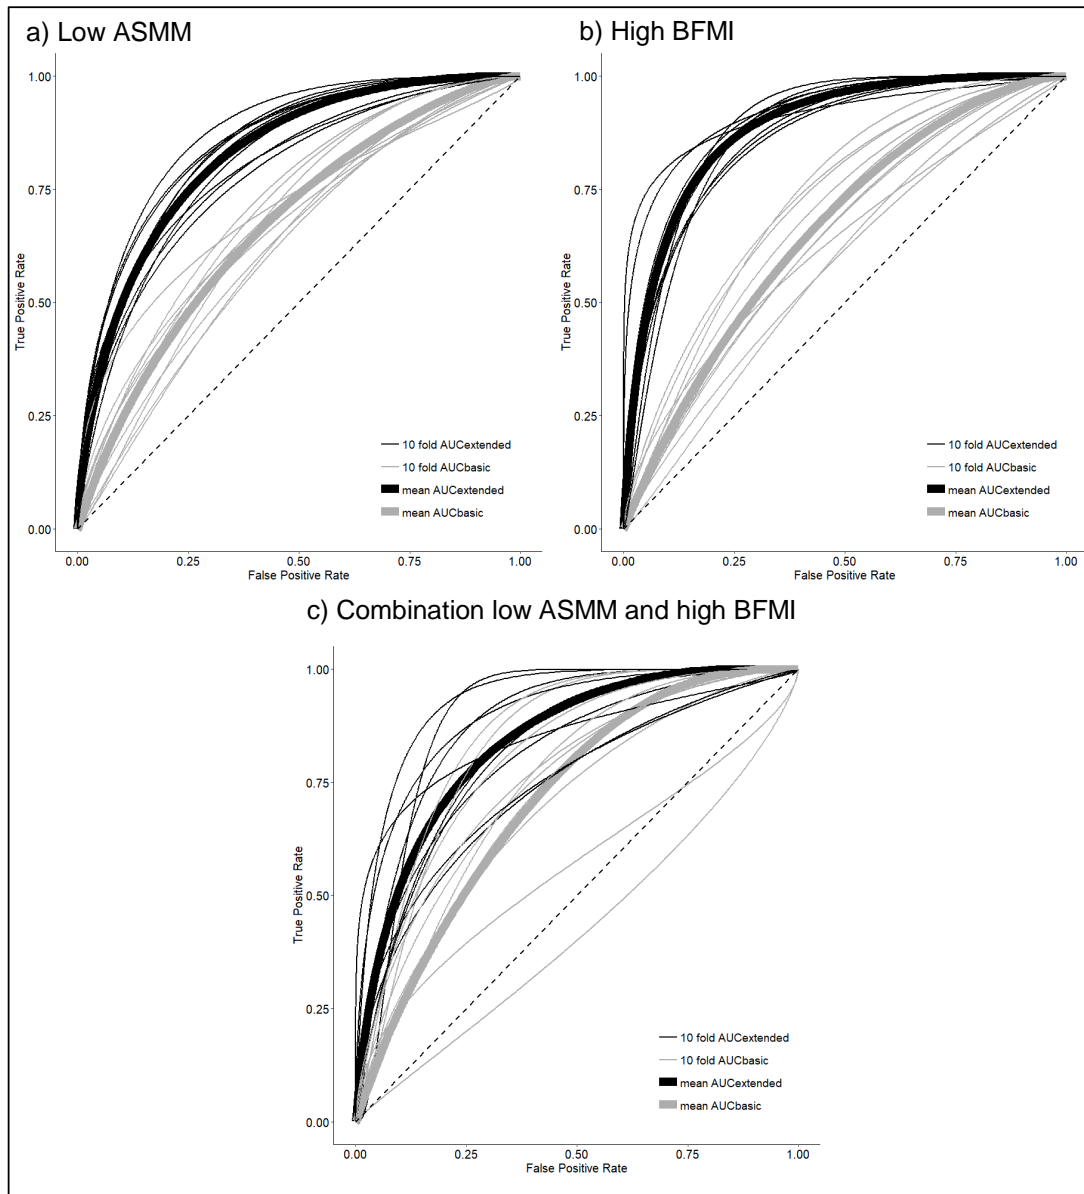 a) Low ASMM
1.00
0.75
0.50
0.25
0.00
True Positive Rate
10 fold AUCextended
10 fold AUCbasic
mean AUCextended
mean AUCbasic
0.00 0.25 0.50 0.75 1.00
False Positive Rate
b) High BFMI
1.00
0.75
0.50
0.25
0.00
True Positive Rate
10 fold AUCextended
10 fold AUCbasic
mean AUCextended
mean AUCbasic
0.00 0.25 0.50 0.75 1.00
False Positive Rate
c) Combination low ASMM and high BFMI
1.00
0.75
0.50
0.25
0.00
True Positive Rate
10 fold AUCextended
10 fold AUCbasic
mean AUCextended
mean AUCbasic
0.00 0.25 0.50 0.75 1.00
False Positive Rate